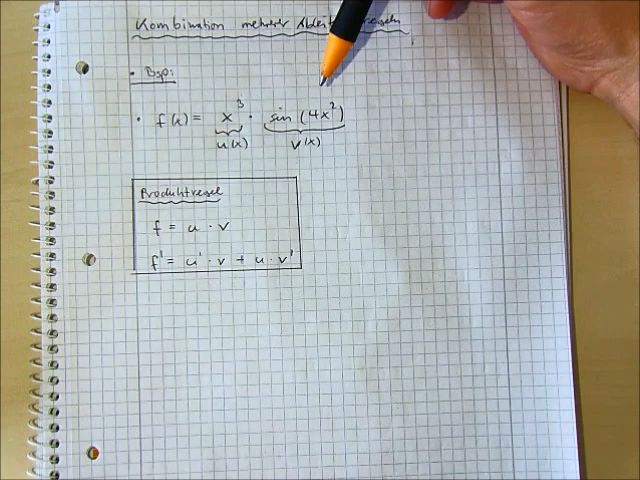 Kombination mehrerer
• Bsp:
• f(x) = x³ · sin (4x²)
u(x) v(x)
Produktregel
f = u · v
f' = u' · v + u · v'